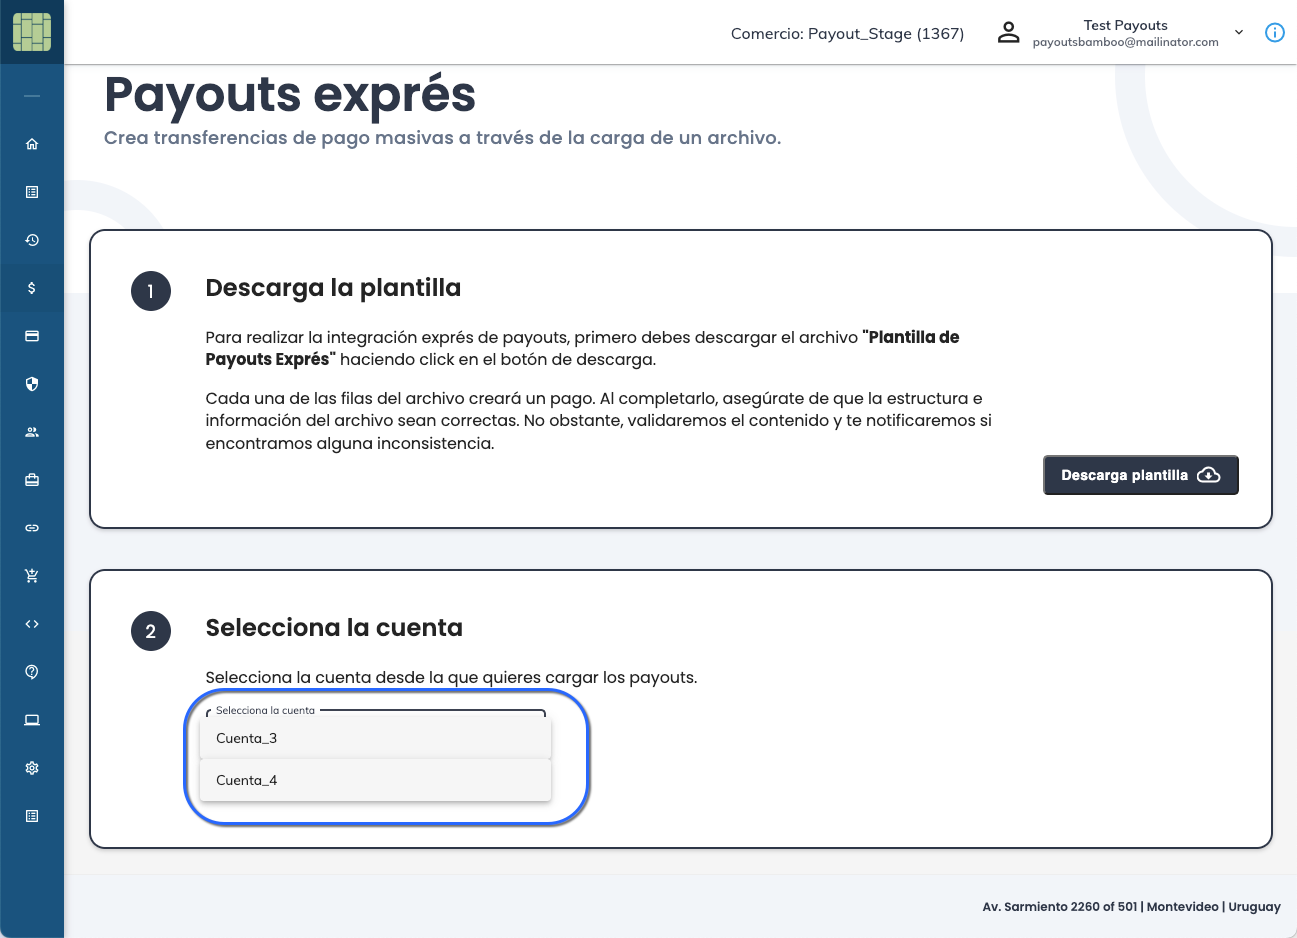 Comercio: Payout_Stage (1367)
Test Payouts
payoutsbamboo@mailinator.com
Payouts exprés
Crea transferencias de pago masivas a través de la carga de un archivo.
1
Descarga la plantilla
Para realizar la integración exprés de payouts, primero debes descargar el archivo "Plantilla de
Payouts Exprés" haciendo click en el botón de descarga.
Cada una de las filas del archivo creará un pago. Al completarlo, asegúrate de que la estructura e
información del archivo sean correctas. No obstante, validaremos el contenido y te notificaremos si
encontramos alguna inconsistencia.
Descarga plantilla
2
Selecciona la cuenta
Selecciona la cuenta desde la que quieres cargar los payouts.
Selecciona la cuenta
Cuenta_3
Cuenta_4
Av. Sarmiento 2260 of 501 | Montevideo | Uruguay